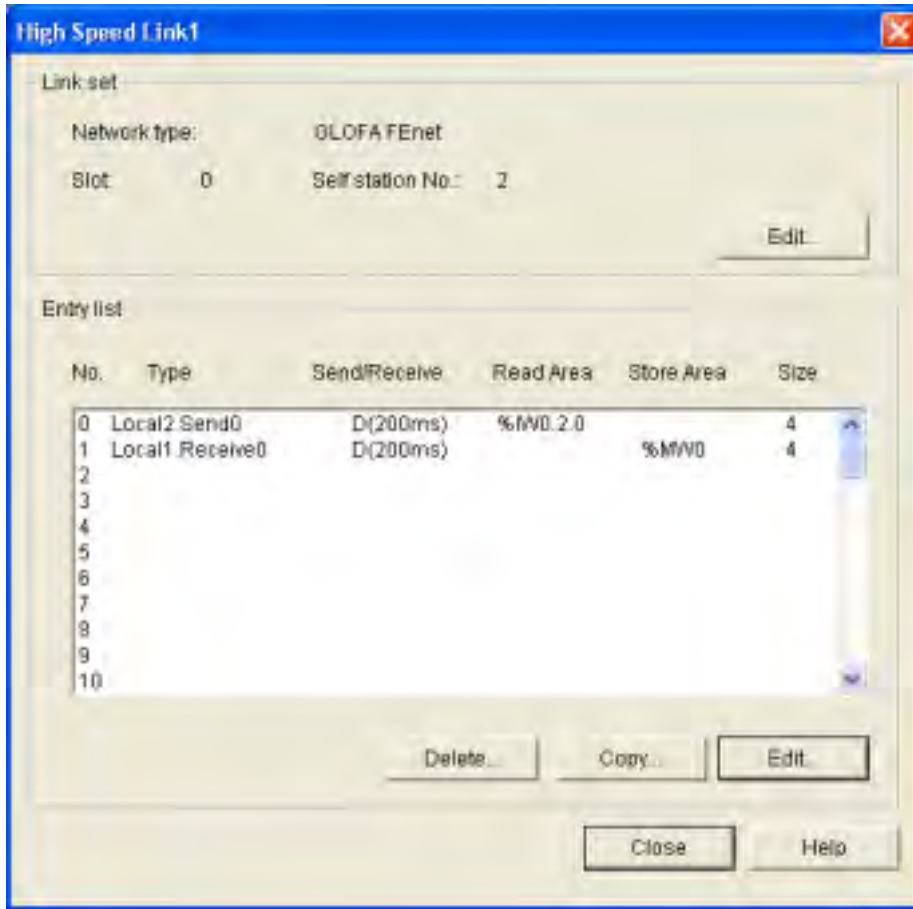 High Speed Link1
Link set
Network type: GLOFA FEnet
Slot 0 Self station No.: 2
Edit...
Entry list
No. Type Send/Receive Read Area Store Area Size
0 Local2 Send0 D(200ms) %IW0.2.0 4
1 Local1 Receive0 D(200ms) %MW0 4
2
3
4
5
6
7
8
9
10
Delete... Copy... Edit...
Close Help